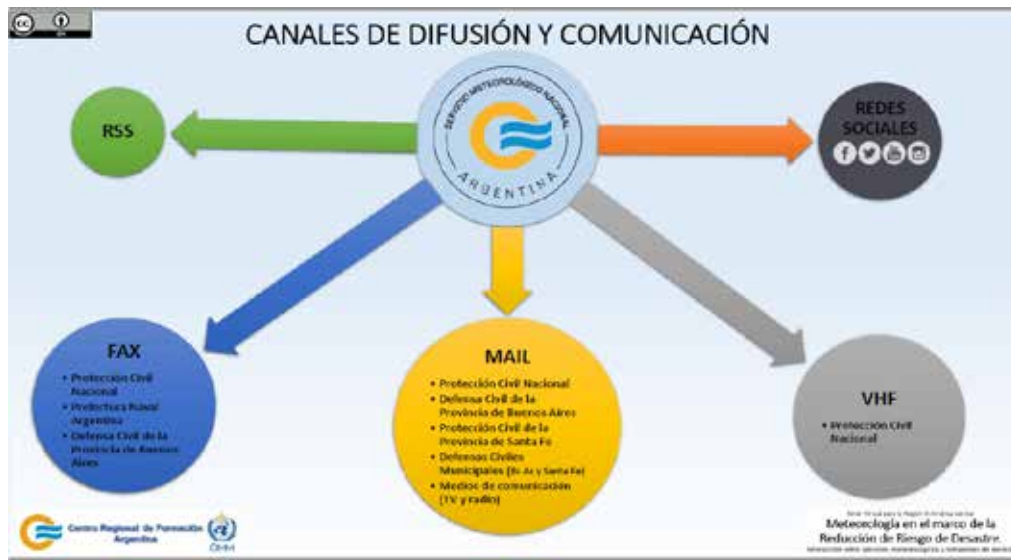 CANALES DE DIFUSIÓN Y COMUNICACIÓN
SERVICIO METEOROLÓGICO NACIONAL
ARGENTINA
RSS
REDES
SOCIALES
FAX
• Protección Civil
Nacional
• Prefectura Naval
Argentina
• Defensa Civil de la
Provincia de Buenos
Aires
MAIL
• Protección Civil Nacional
• Defensa Civil de la
Provincia de Buenos Aires
• Protección Civil de la
Provincia de Santa Fe
• Defensas Civiles
Municipales (Bs As y Santa Fe)
• Medios de comunicación
(TV y radio)
VHF
• Protección Civil
Nacional
Centro Regional de Formación
Argentina
OMM
Meteorología en el marco de la
Reducción de Riesgo de Desastre.